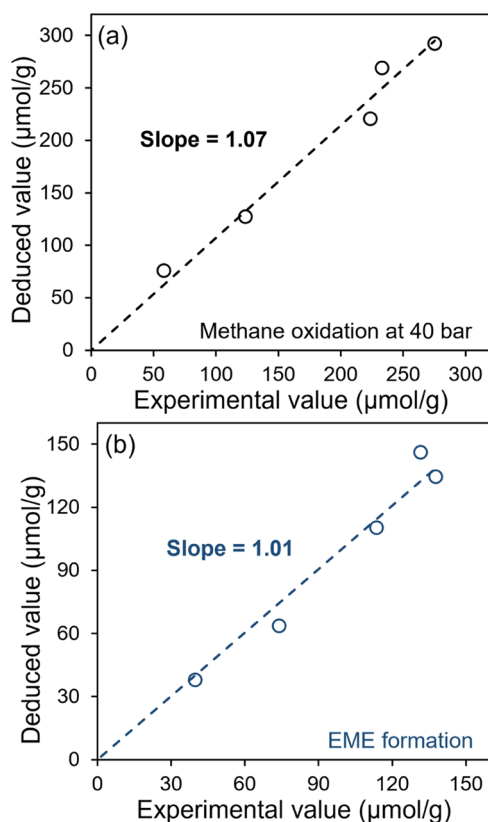 (a)
300
250
200
150
100
50
0
Deduced value (µmol/g)
Slope = 1.07
Methane oxidation at 40 bar
0 50 100 150 200 250 300
Experimental value (µmol/g)
(b)
150
120
90
60
30
0
Deduced value (µmol/g)
Slope = 1.01
EME formation
0 30 60 90 120 150
Experimental value (µmol/g)